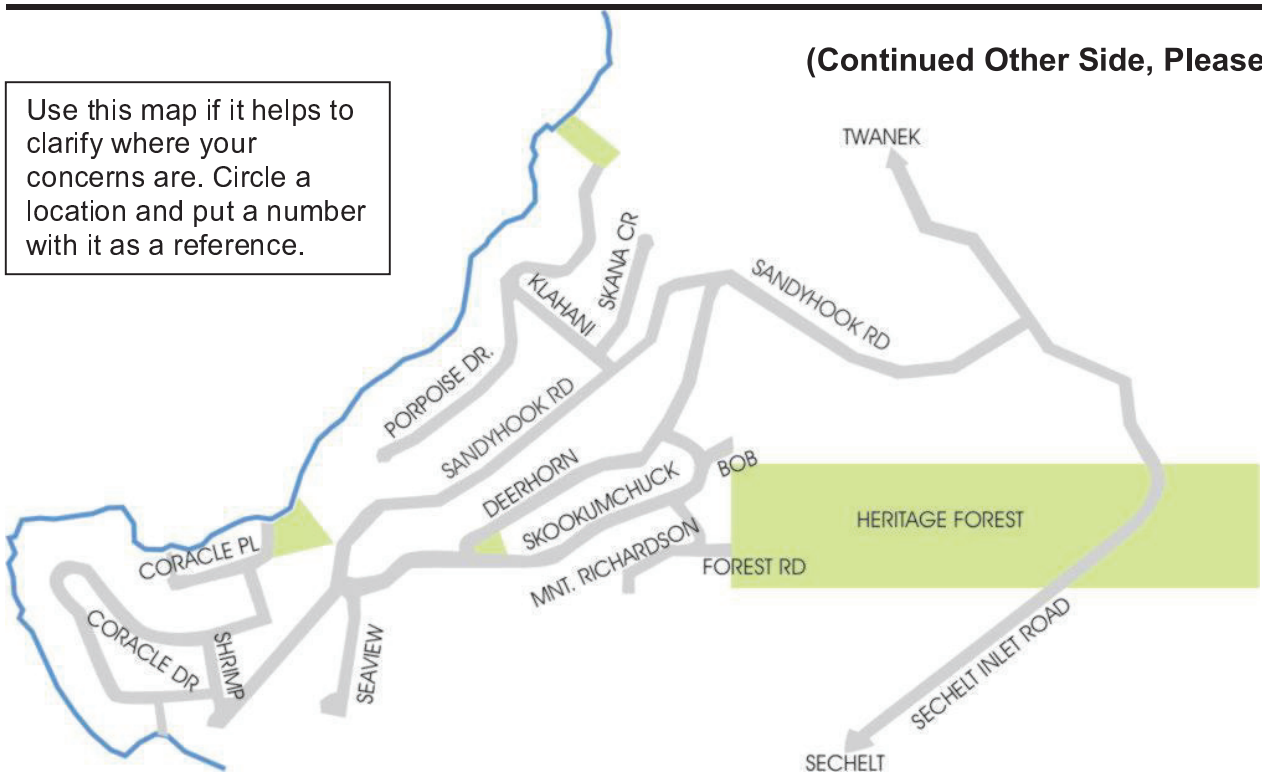 (Continued Other Side, Please
Use this map if it helps to
clarify where your
concerns are. Circle a
location and put a number
with it as a reference.
TWANEK
SKANA CR
KLAHANI
SANDYHOOK RD
PORPOISE DR.
SANDYHOOK RD
DEERHORN
BOB
SKOOKUMCHUCK
HERITAGE FOREST
MNT. RICHARDSON
FOREST RD
CORACLE PL
CORACLE DR
SHRIMP
SEAVIEW
SECHELT INLET ROAD
SECHELT